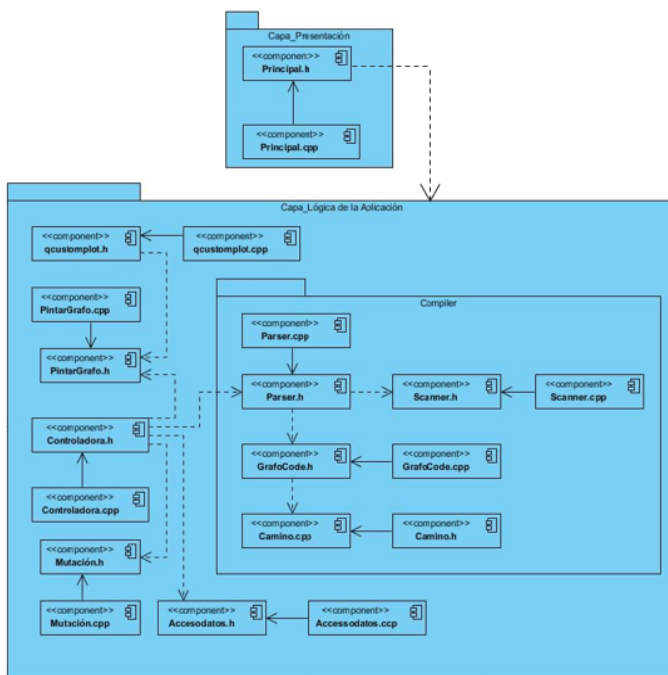 Capa_Presentación
<<component>>
Principal.h
<<component>>
Principal.cpp
Capa_Lógica de la Aplicación
<<component>>
qcustomplot.h
<<component>>
qcustomplot.cpp
<<component>>
PintarGrafo.cpp
<<component>>
PintarGrafo.h
<<component>>
Controladora.h
<<component>>
Controladora.cpp
<<component>>
Mutación.h
<<component>>
Mutación.cpp
<<component>>
Accesodatos.h
<<component>>
Accessodatos.ccp
Compiler
<<component>>
Parser.cpp
<<component>>
Parser.h
<<component>>
Scanner.h
<<component>>
Scanner.cpp
<<component>>
GrafoCode.h
<<component>>
GrafoCode.cpp
<<component>>
Camino.cpp
<<component>>
Camino.h